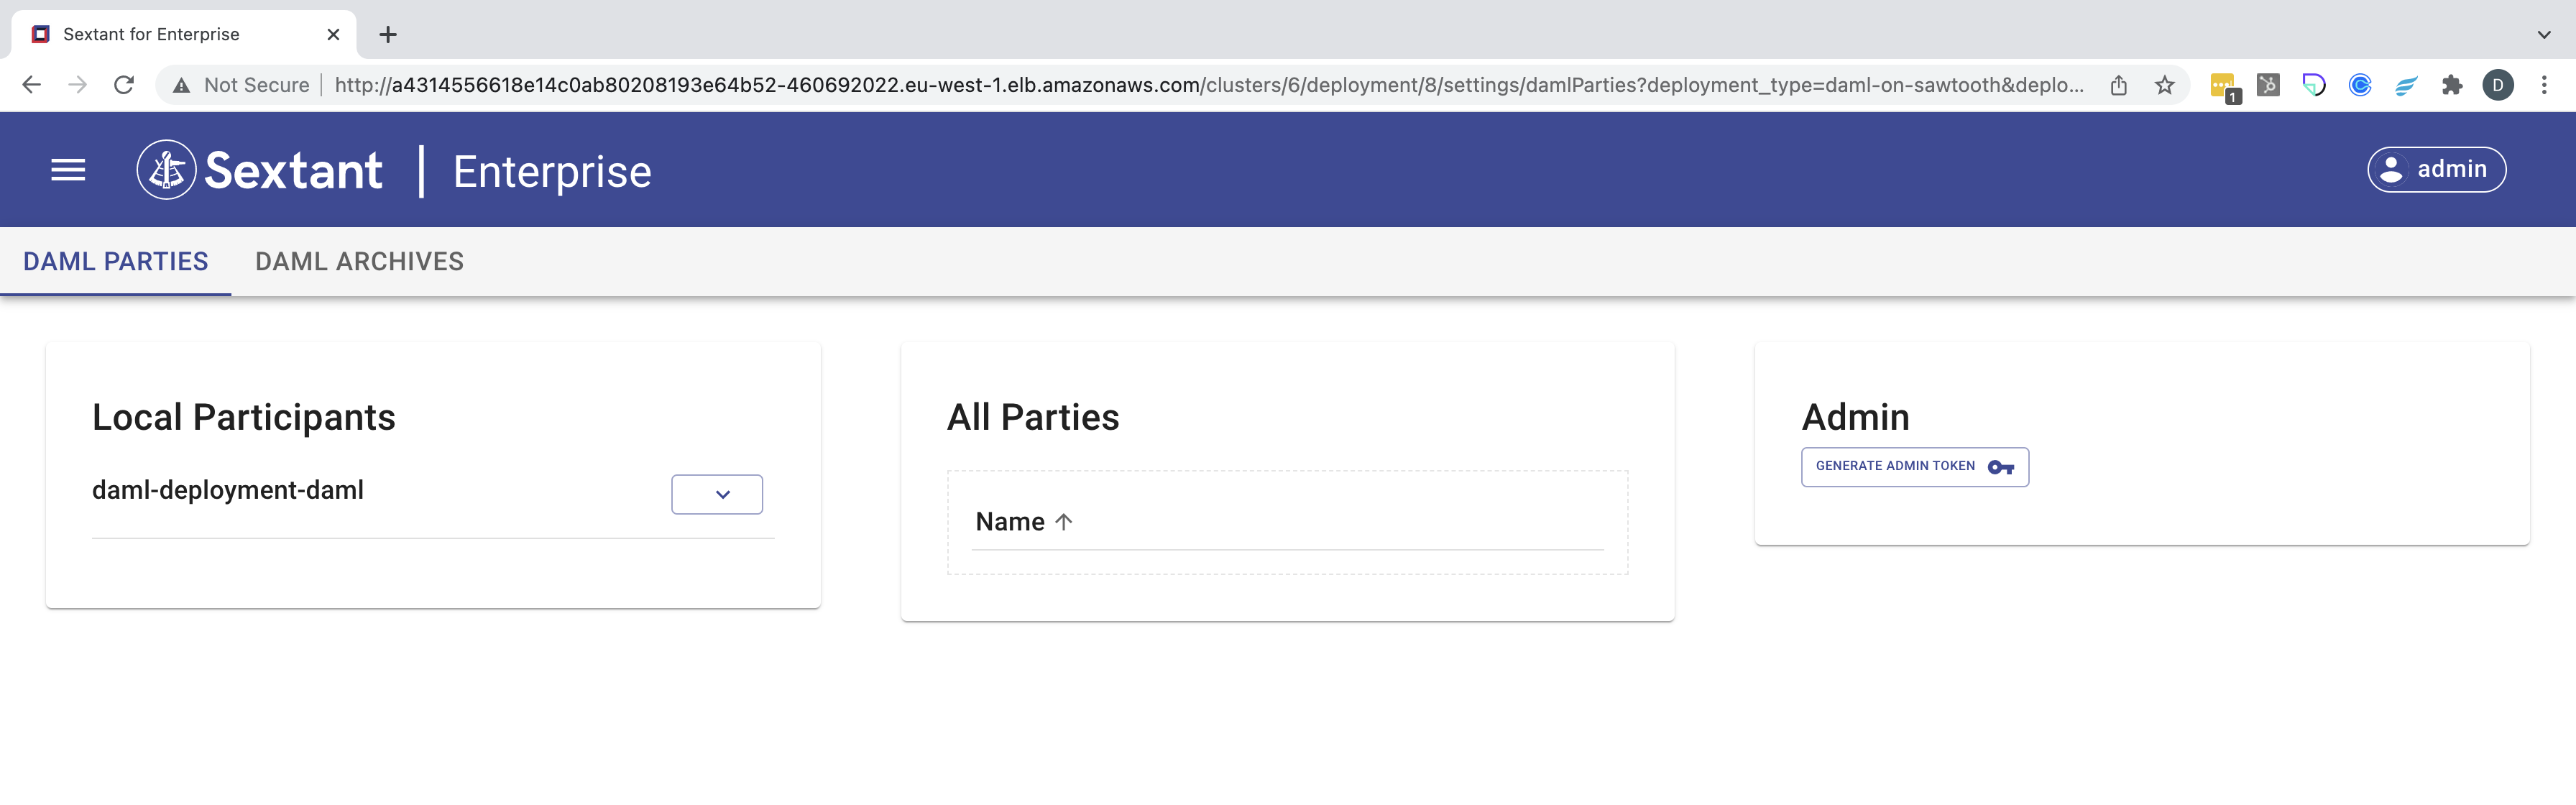 Sextant for Enterprise
Not Secure | http://a4314556618e14c0ab80208193e64b52-460692022.eu-west-1.elb.amazonaws.com/clusters/6/deployment/8/settings/damlParties?deployment_type=daml-on-sawtooth&deplo...
1
D
Sextant | Enterprise
admin
DAML PARTIES DAML ARCHIVES
Local Participants
daml-deployment-daml
All Parties
Name
Admin
GENERATE ADMIN TOKEN